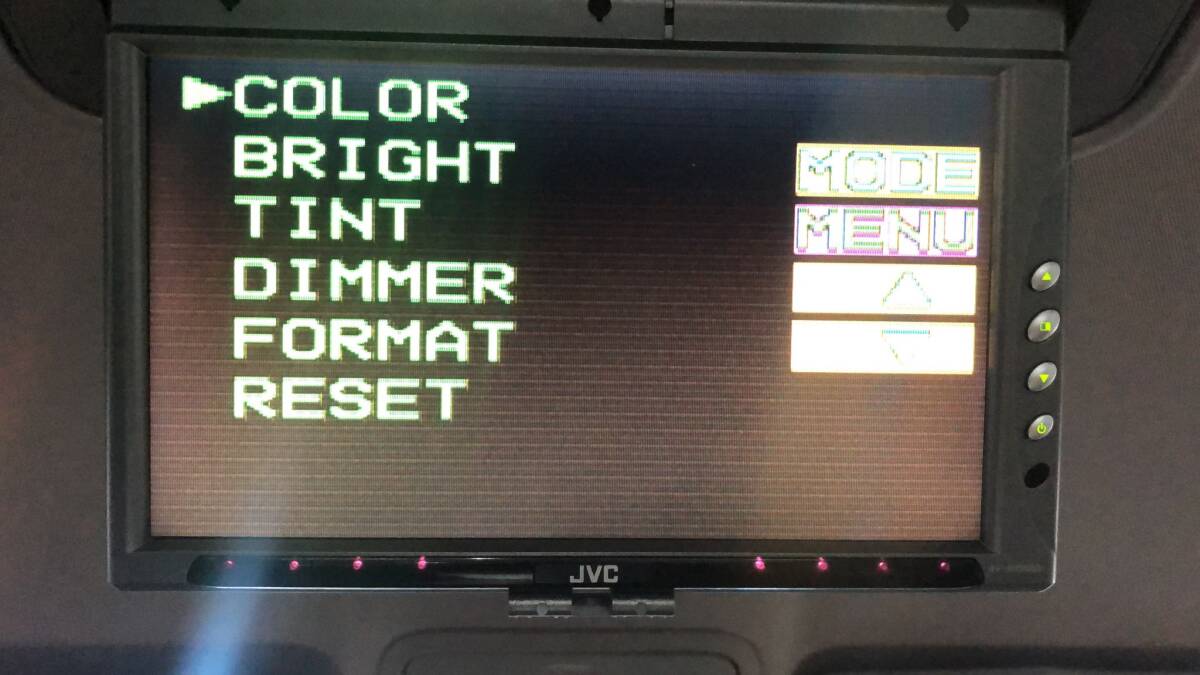 COLOR
BRIGHT
TINT
DIMMER
FORMAT
RESET
MODE
MENU
JVC